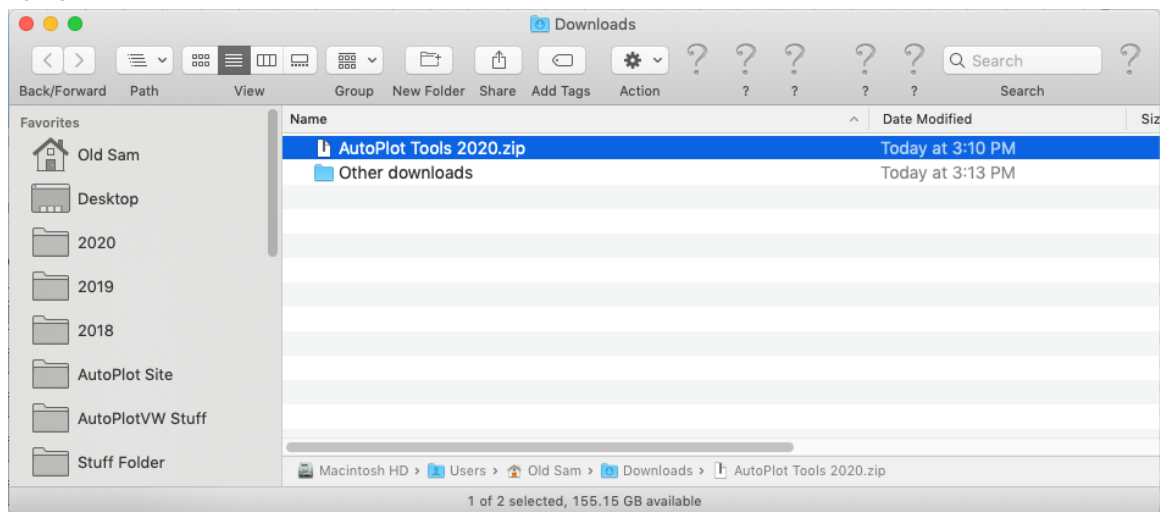 Downloads
? ? ? ? ? Search ?
Back/Forward Path View Group New Folder Share Add Tags Action ? ? ? ? Search
Favorites
Old Sam
Desktop
2020
2019
2018
AutoPlot Site
AutoPlotVW Stuff
Stuff Folder
Name Date Modified Siz
AutoPlot Tools 2020.zip Today at 3:10 PM
Other downloads Today at 3:13 PM
Macintosh HD › Users › Old Sam › Downloads › AutoPlot Tools 2020.zip
1 of 2 selected, 155.15 GB available